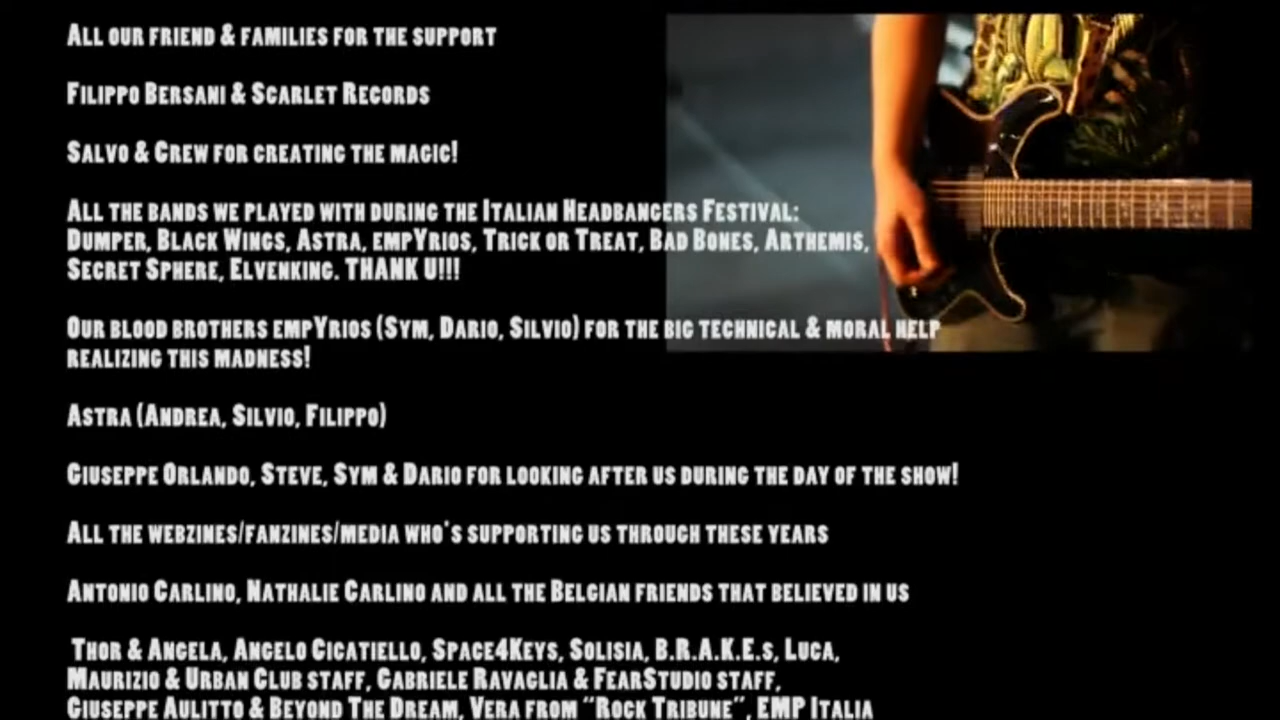 All our friend & families for the support
Filippo Bersani & Scarlet Records
Salvo & Crew for creating the magic!
All the bands we played with during the Italian Headbangers Festival:
Dumper, Black Wings, Astra, empYrios, Trick or Treat, Bad Bones, Arthemis,
Secret Sphere, Elvenking. THANK U!!!
Our blood brothers empYrios (Sym, Dario, Silvio) for the big technical & moral help
realizing this madness!
Astra (Andrea, Silvio, Filippo)
Giuseppe Orlando, Steve, Sym & Dario for looking after us during the day of the show!
All the webzines/fanzines/media who's supporting us through these years
Antonio Carlino, Nathalie Carlino and all the Belgian friends that believed in us
Thor & Angela, Angelo Cicatiello, Space4Keys, Solisia, B.R.A.K.E.s, Luca,
Maurizio & Urban Club staff, Gabriele Ravaglia & FearStudio staff,
Giuseppe Aulitto & Beyond The Dream, Vera from "Rock Tribune", EMP Italia